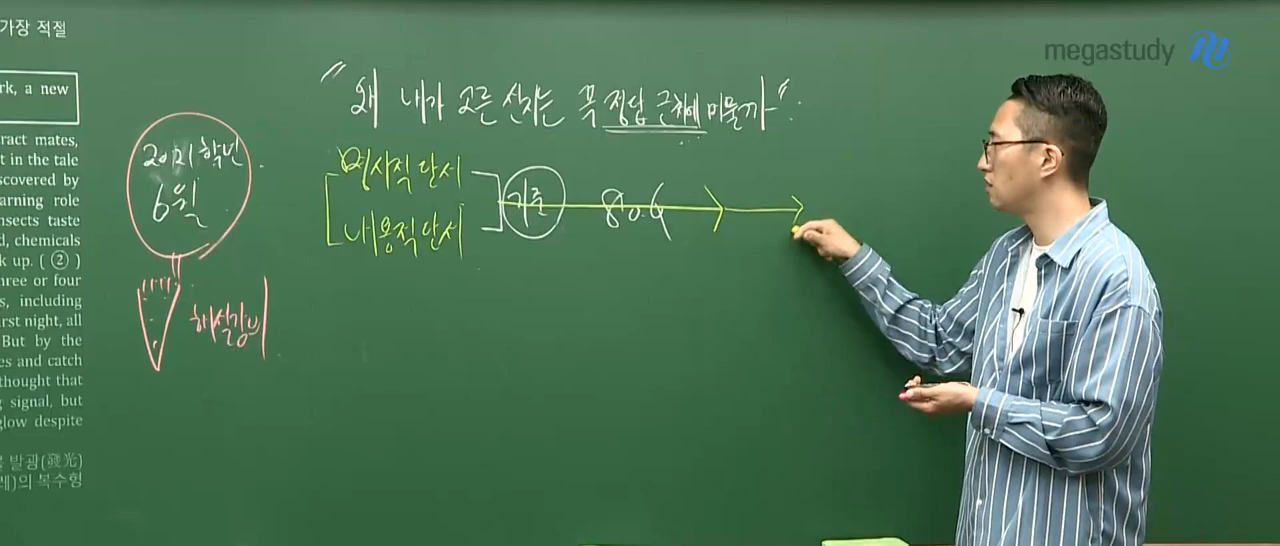 가장 적절
rk, a new
ract mates,
t in the tale
scovered by
arning role
nsects taste
d, chemicals
k up. ( ② )
hree or four
s, including
rst night, all
But by the
es and catch
thought that
g signal, but
glow despite
발광(發光)
레)의 복수형
megastudy
"왜 내가 고른 선지는 꼭 정답 근처에 머물까".
2021학년
6월
해설강의
명시적 단서
내용적 단서
기준